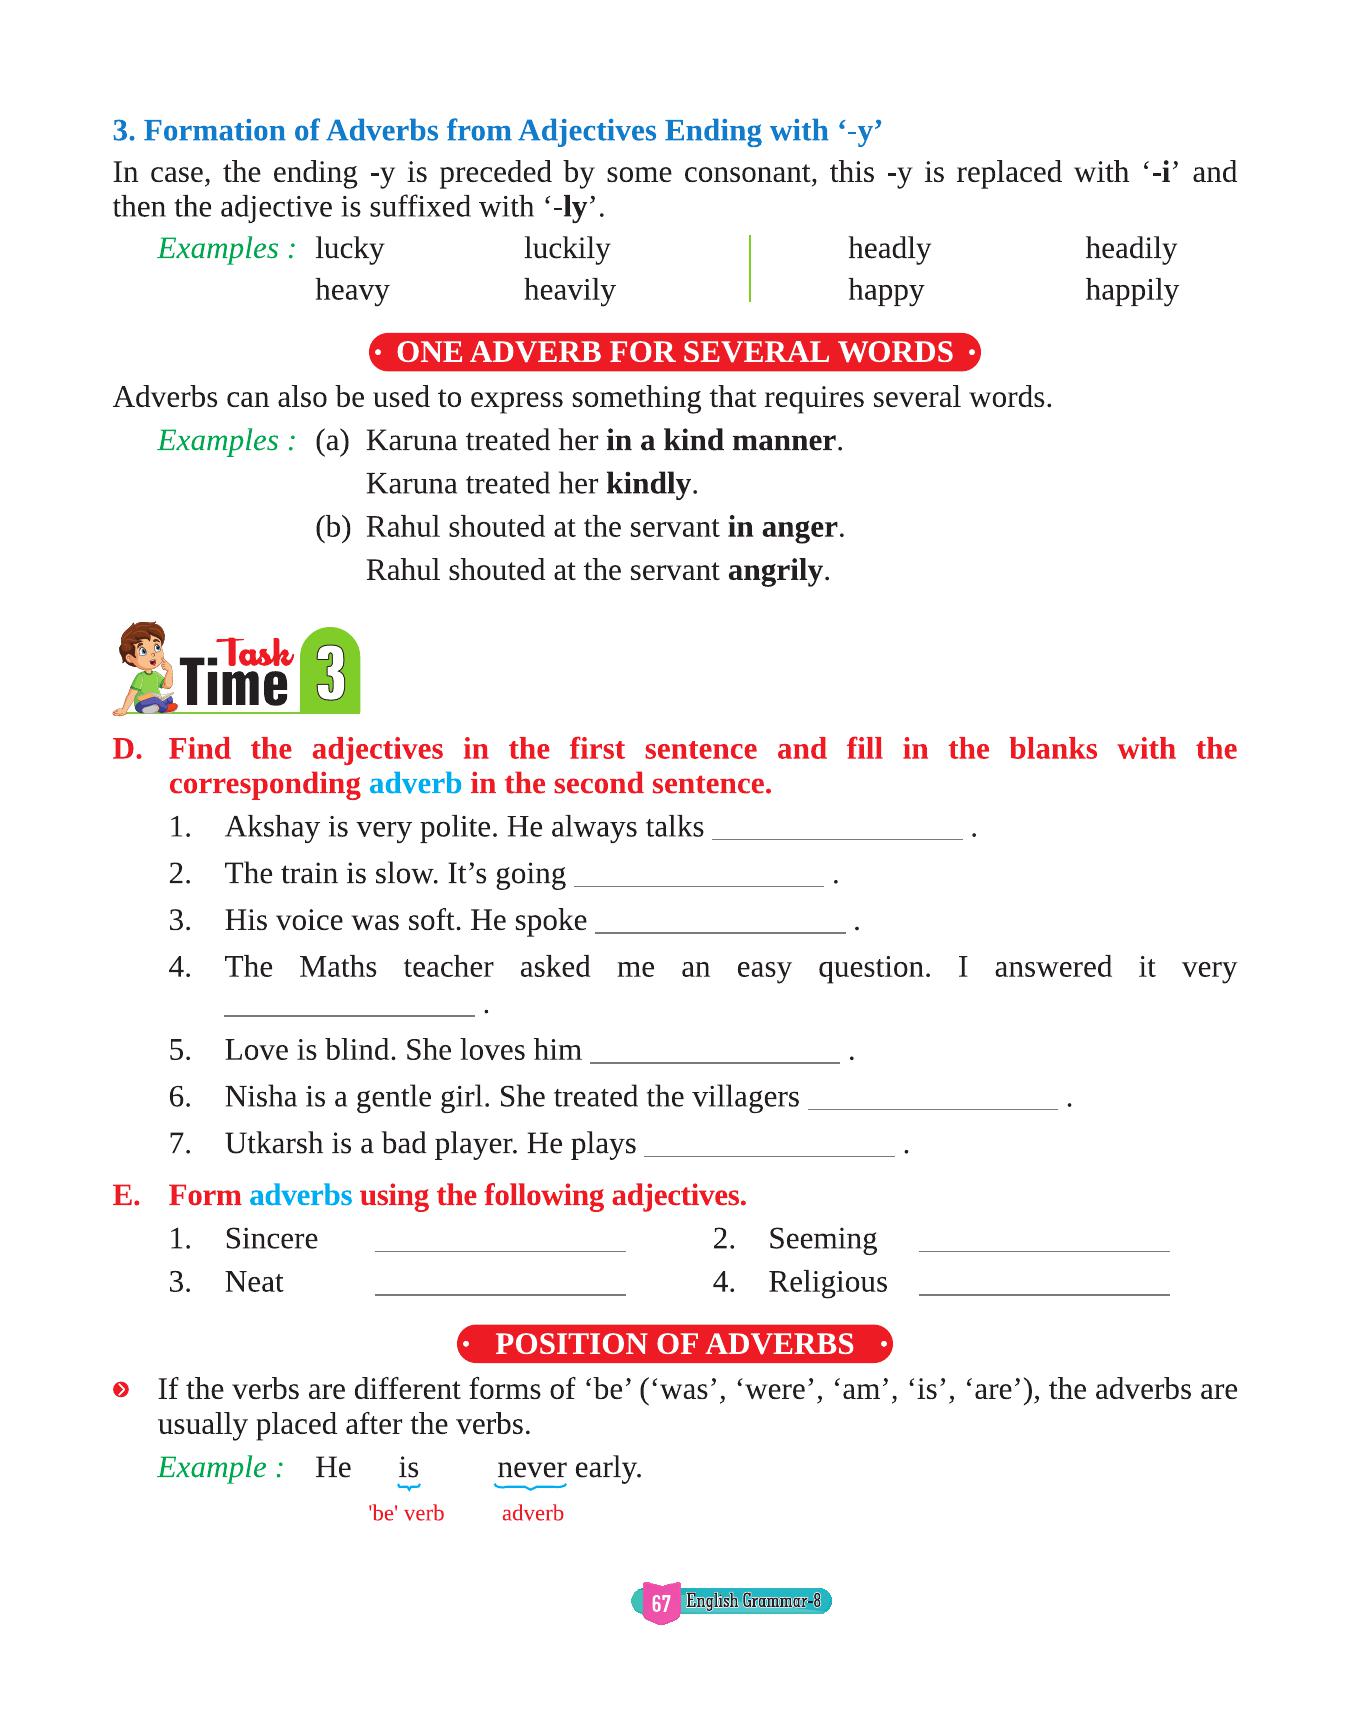 3. Formation of Adverbs from Adjectives Ending with ‘-y’
In case, the ending -y is preceded by some consonant, this -y is replaced with ‘-i’ and
then the adjective is suffixed with ‘-ly’.
Examples : lucky luckily headly headily
heavy heavily happy happily
ONE ADVERB FOR SEVERAL WORDS
Adverbs can also be used to express something that requires several words.
Examples : (a) Karuna treated her in a kind manner.
Karuna treated her kindly.
(b) Rahul shouted at the servant in anger.
Rahul shouted at the servant angrily.
Task
Time 3
D. Find the adjectives in the first sentence and fill in the blanks with the
corresponding adverb in the second sentence.
1. Akshay is very polite. He always talks ________________ .
2. The train is slow. It’s going ________________ .
3. His voice was soft. He spoke ________________ .
4. The Maths teacher asked me an easy question. I answered it very
________________ .
5. Love is blind. She loves him ________________ .
6. Nisha is a gentle girl. She treated the villagers ________________ .
7. Utkarsh is a bad player. He plays ________________ .
E. Form adverbs using the following adjectives.
1. Sincere ________________ 2. Seeming ________________
3. Neat ________________ 4. Religious ________________
POSITION OF ADVERBS
If the verbs are different forms of ‘be’ (‘was’, ‘were’, ‘am’, ‘is’, ‘are’), the adverbs are
usually placed after the verbs.
Example : He is never early.
'be' verb adverb
67 English Grammar-8